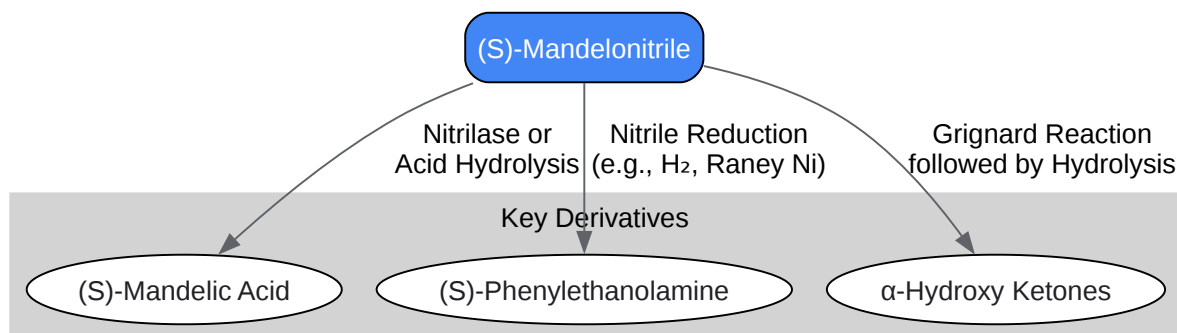 (S)-Mandelonitrile
Nitrilase or
Acid Hydrolysis
Nitrile Reduction
(e.g., H₂, Raney Ni)
Grignard Reaction
followed by Hydrolysis
Key Derivatives
(S)-Mandelic Acid
(S)-Phenylethanolamine
α-Hydroxy Ketones